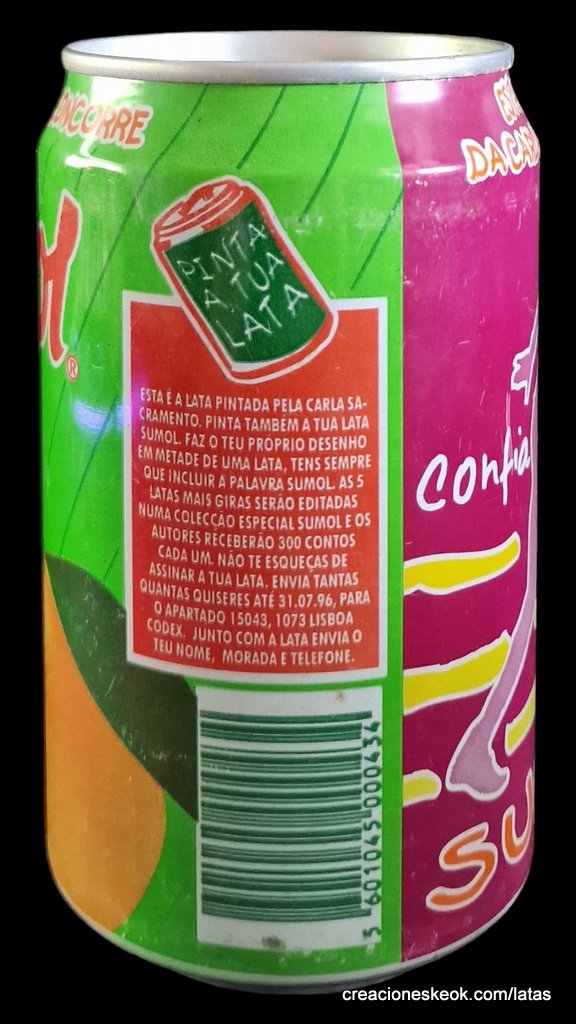 CONCORRE
DA
PINTA
A TUA
LATA
®
ESTA É A LATA PINTADA PELA CARLA SA-
CRAMENTO. PINTA TAMBÉM A TUA LATA
SUMOL. FAZ O TEU PRÓPRIO DESENHO
EM METADE DE UMA LATA, TENS SEMPRE
QUE INCLUIR A PALAVRA SUMOL. AS 5
LATAS MAIS GIRAS SERÃO EDITADAS
NUMA COLECÇÃO ESPECIAL SUMOL E OS
AUTORES RECEBERÃO 300 CONTOS
CADA UM. NÃO TE ESQUEÇAS DE
ASSINAR A TUA LATA. ENVIA TANTAS
QUANTAS QUISERES ATÉ 31.07.96, PARA
O APARTADO 15043, 1073 LISBOA
CODEX. JUNTO COM A LATA ENVIA O
TEU NOME, MORADA E TELEFONE.
Confia
SU
5 601045 000434
creacioneskeok.com/latas